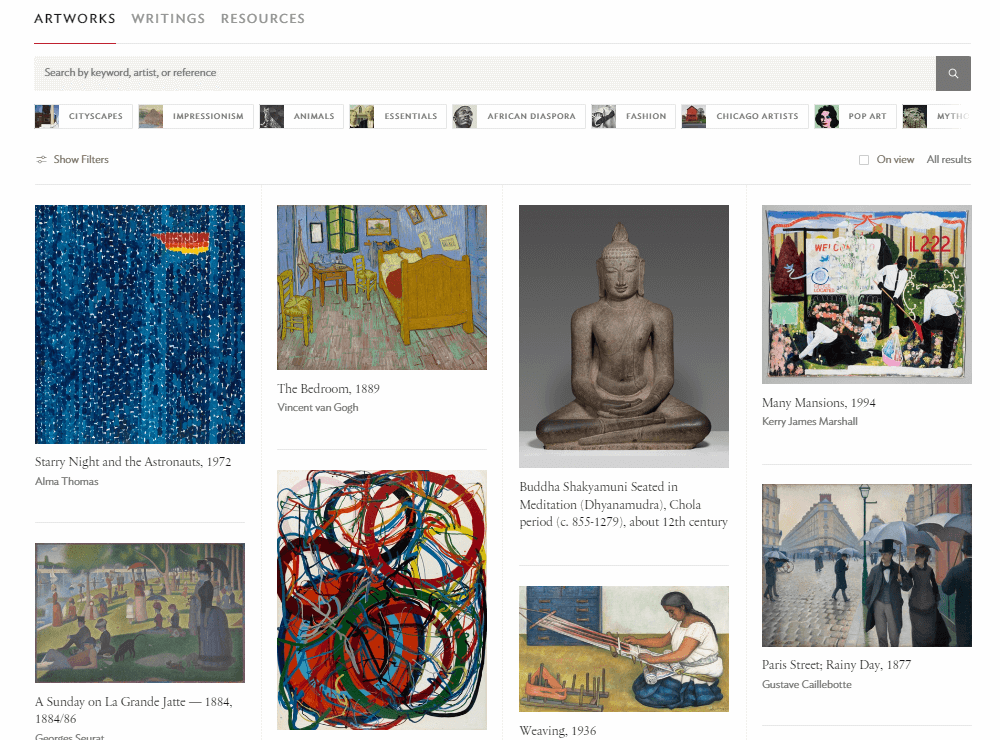 ARTWORKS WRITINGS RESOURCES
Search by keyword, artist, or reference
CITYSCAPES IMPRESSIONISM ANIMALS ESSENTIALS AFRICAN DIASPORA FASHION CHICAGO ARTISTS POP ART MYTHO
Show Filters On view All results
Starry Night and the Astronauts, 1972
Alma Thomas
A Sunday on La Grande Jatte — 1884,
1884/86
Georges Seurat
The Bedroom, 1889
Vincent van Gogh
Buddha Shakyamuni Seated in
Meditation (Dhyanamudra), Chola
period (c. 855-1279), about 12th century
Weaving, 1936
IL222
Many Mansions, 1994
Kerry James Marshall
Paris Street; Rainy Day, 1877
Gustave Caillebotte